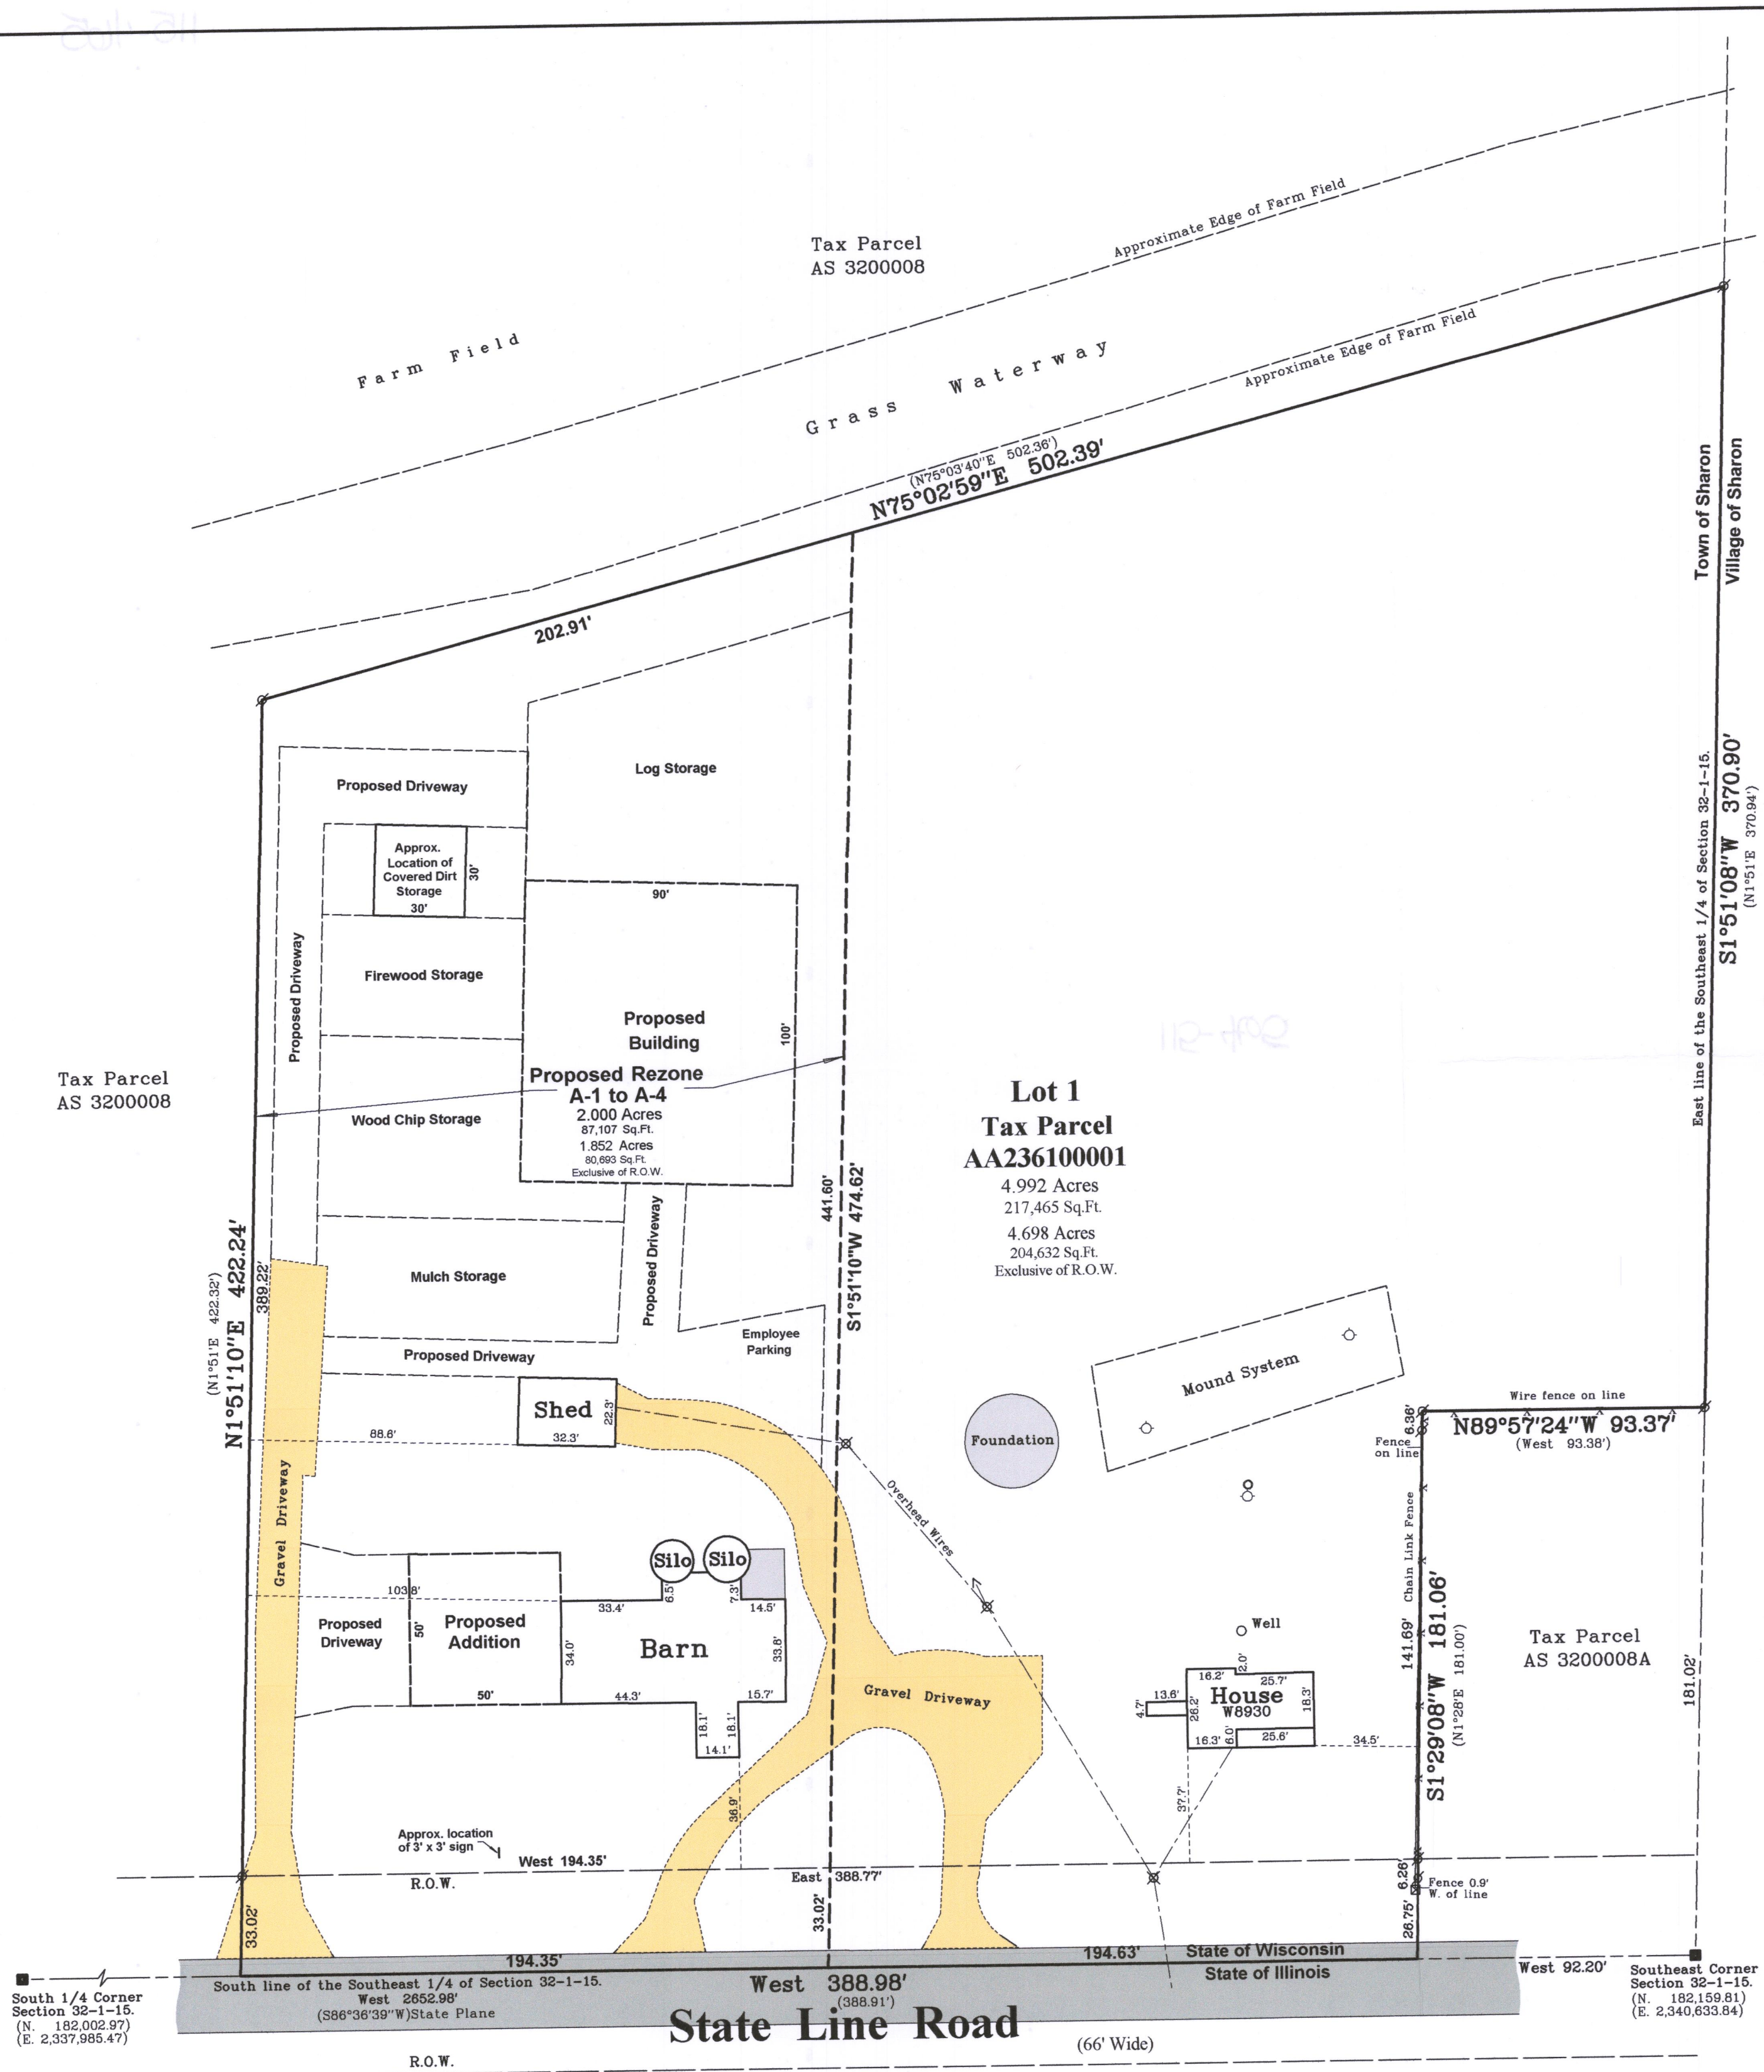 Tax Parcel
AS 3200008
Approximate Edge of Farm Field
Farm Field
Grass Waterway
Approximate Edge of Farm Field
(N75°03'40"E 502.36')
N75°02'59"E 502.39'
202.91'
Town of Sharon
Village of Sharon
East line of the Southeast 1/4 of Section 32-1-15.
S1°51'08"W 370.90'
(N1°51'E 370.94')
Log Storage
Proposed Driveway
Approx.
Location of
Covered Dirt
Storage
30'
30'
90'
Proposed Driveway
Firewood Storage
Proposed
Building
100'
Proposed Rezone
A-1 to A-4
2.000 Acres
87,107 Sq.Ft.
1.852 Acres
80,693 Sq.Ft.
Exclusive of R.O.W.
Tax Parcel
AS 3200008
Wood Chip Storage
Lot 1
Tax Parcel
AA236100001
4.992 Acres
217,465 Sq.Ft.
4.698 Acres
204,632 Sq.Ft.
Exclusive of R.O.W.
441.60'
S1°51'10"W 474.62'
(N1°51'E 422.32')
N1°51'10"E 422.24'
389.22'
Mulch Storage
Proposed Driveway
Employee
Parking
Proposed Driveway
Mound System
Shed
22.3'
32.3'
88.6'
Foundation
Wire fence on line
N89°57'24"W 93.37'
(West 93.38')
6.36'
Fence
on line
Overhead Wires
Chain Link Fence
141.69'
S1°29'08"W 181.06'
(N1°28'E 181.00')
Gravel Driveway
Silo
Silo
6.5'
7.3'
103.8'
33.4'
14.5'
Proposed
Driveway
50'
Proposed
Addition
50'
34.0'
Barn
33.8'
44.3'
15.7'
18.1'
18.1'
14.1'
36.9'
Gravel Driveway
Well
2.0'
16.2'
25.7'
13.6'
4.7'
26.2'
House
W8930
18.3'
16.3'
6.0'
25.6'
34.5'
37.7'
Tax Parcel
AS 3200008A
181.02'
Approx. location
of 3' x 3' sign
West 194.35'
R.O.W.
East 388.77'
33.02'
33.02'
6.26'
Fence 0.9'
W. of line
26.75'
194.35'
194.63'
State of Wisconsin
State of Illinois
South line of the Southeast 1/4 of Section 32-1-15.
West 2652.98'
(S86°36'39"W)State Plane
West 388.98'
(388.91')
State Line Road
(66' Wide)
R.O.W.
West 92.20'
South 1/4 Corner
Section 32-1-15.
(N. 182,002.97)
(E. 2,337,985.47)
Southeast Corner
Section 32-1-15.
(N. 182,159.81)
(E. 2,340,633.84)